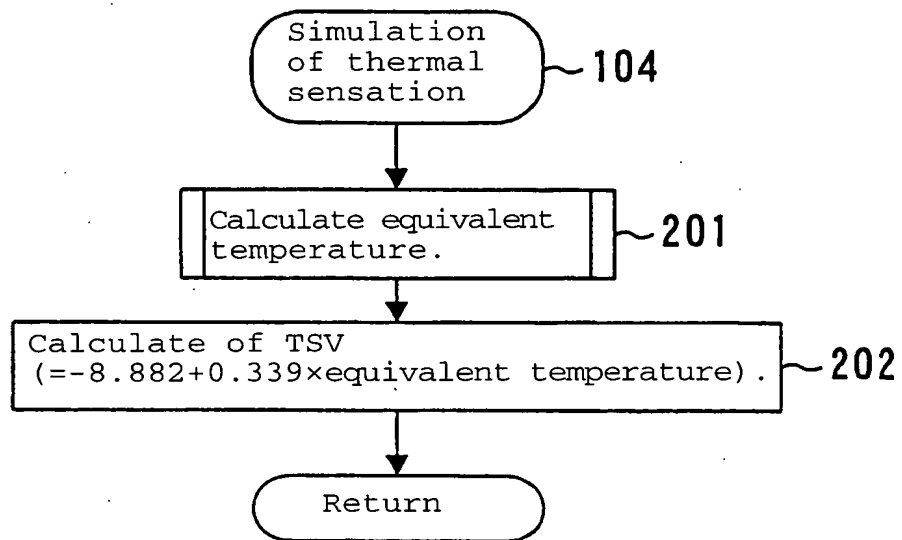 Simulation
of thermal
sensation
104
Calculate equivalent
temperature.
201
Calculate of TSV
(=-8.882+0.339×equivalent temperature).
202
Return